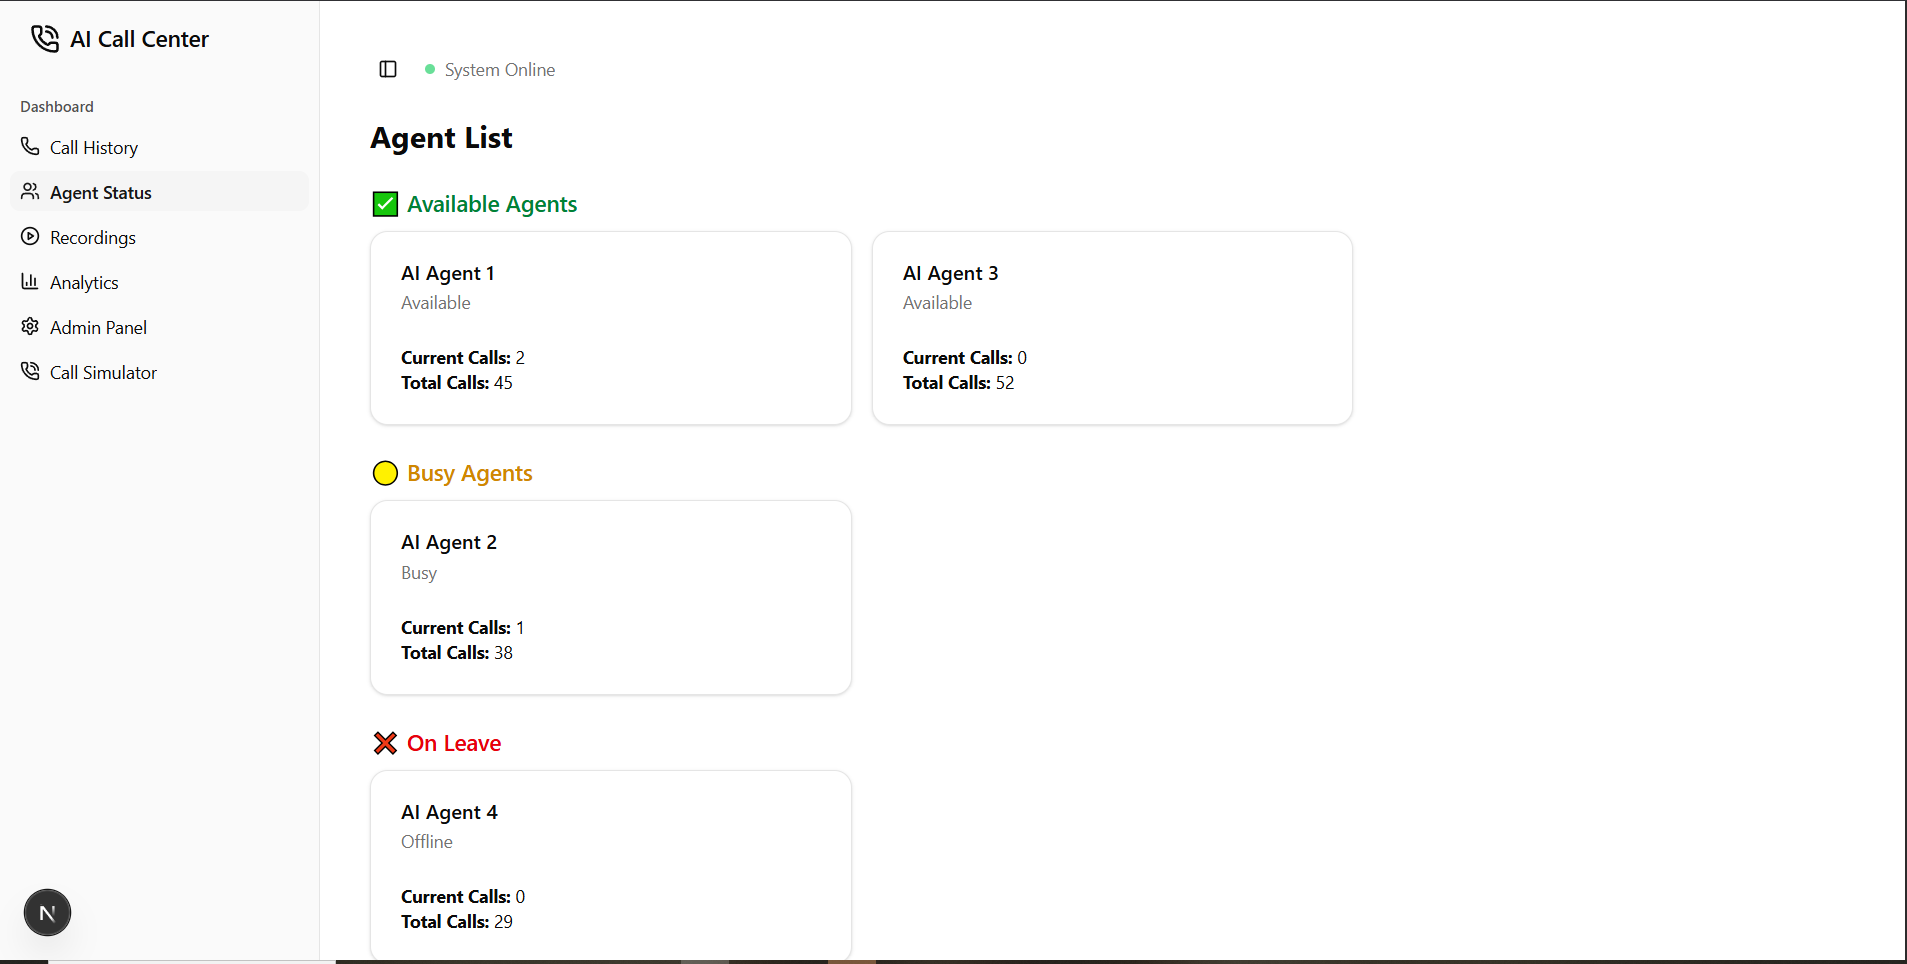 AI Call Center
Dashboard
Call History
Agent Status
Recordings
Analytics
Admin Panel
Call Simulator
N
System Online
Agent List
✅ Available Agents
AI Agent 1
Available
Current Calls: 2
Total Calls: 45
AI Agent 3
Available
Current Calls: 0
Total Calls: 52
🟡 Busy Agents
AI Agent 2
Busy
Current Calls: 1
Total Calls: 38
❌ On Leave
AI Agent 4
Offline
Current Calls: 0
Total Calls: 29